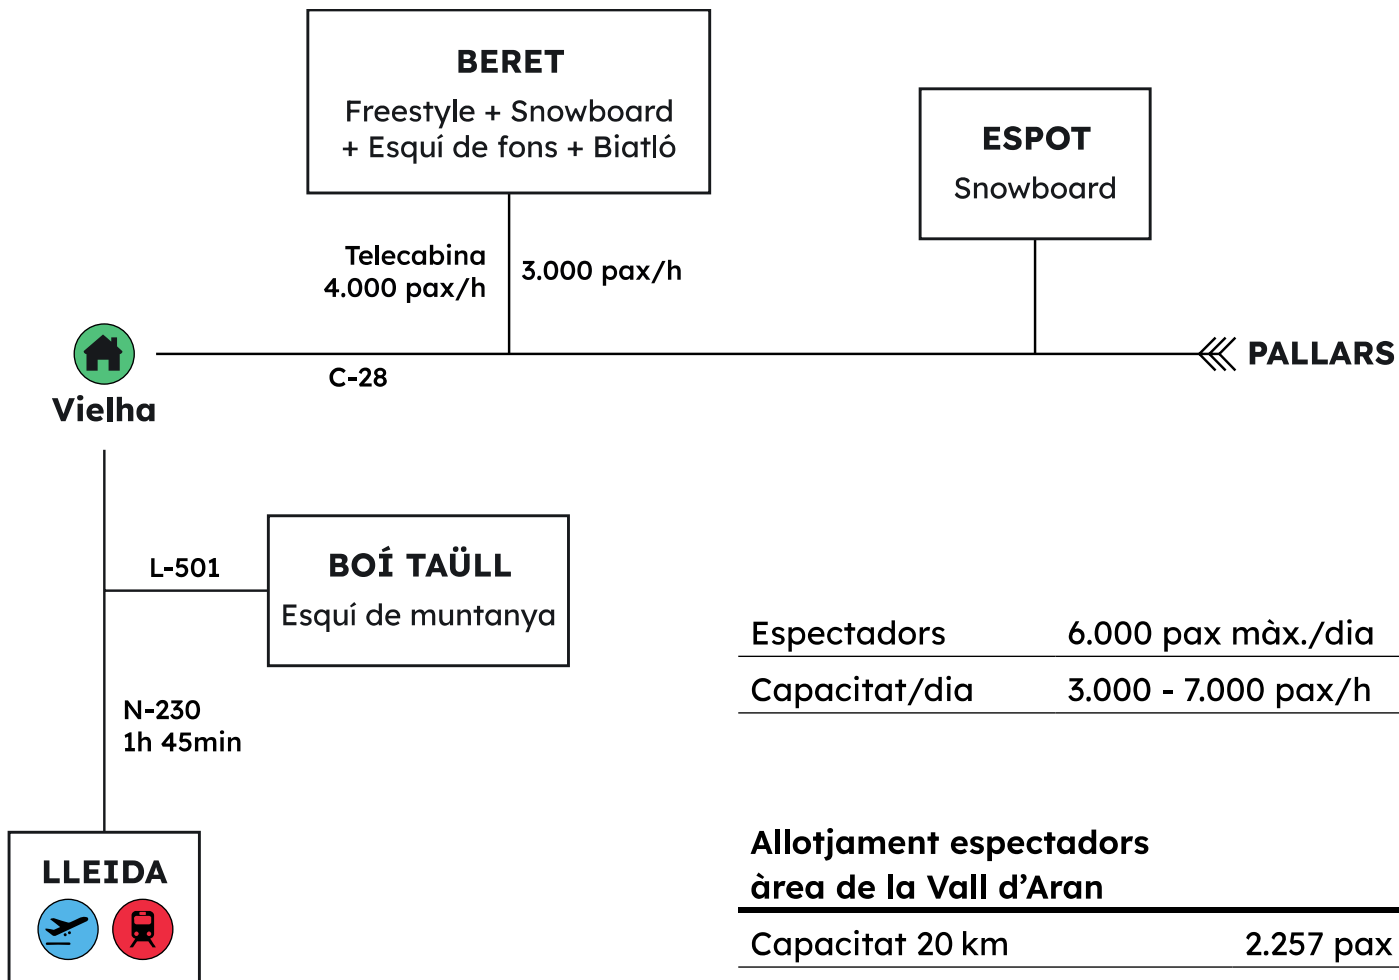 BERET
Freestyle + Snowboard
+ Esquí de fons + Biatló
ESPOT
Snowboard
Telecabina
4.000 pax/h
3.000 pax/h
PALLARS
C-28
Vielha
L-501
BOÍ TAÜLL
Esquí de muntanya
N-230
1h 45min
LLEIDA
Espectadors 6.000 pax màx./dia
Capacitat/dia 3.000 - 7.000 pax/h
Allotjament espectadors
àrea de la Vall d’Aran
Capacitat 20 km 2.257 pax